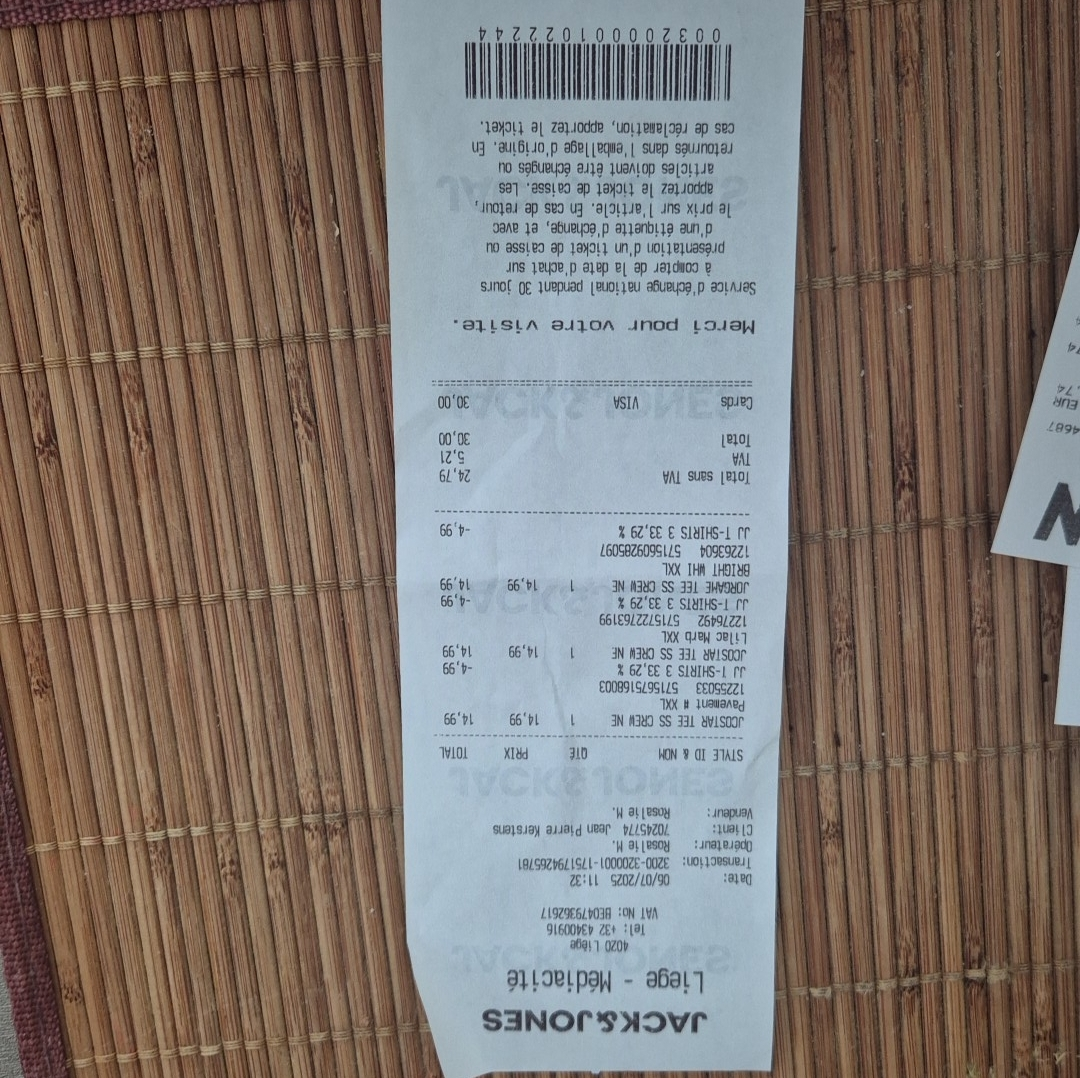 JACK&JONES
Liege - Médiacité
4020 Liège
Tel: +32 43400916
VAT No: BE0479362617
Date: 06/07/2025 11:32
Transaction: 3200-3200001-1751794265781
Opérateur: Rosalie M.
Client: 70245774 Jean Pierre Kerstens
Vendeur: Rosalie M.
STYLE ID & NOM QTÉ PRIX TOTAL
JCOSTAR TEE SS CREW NE 1 14,99 14,99
Pavement # XXL
12255033 5715675168003
JJ T-SHIRTS 3 33,29 % -4,99
JCOSTAR TEE SS CREW NE 1 14,99 14,99
Lilac Marb XXL
12276492 5715722763199
JJ T-SHIRTS 3 33,29 % -4,99
JORGAME TEE SS CREW NE 1 14,99 14,99
BRIGHT WHI XXL
12263604 5715609285097
JJ T-SHIRTS 3 33,29 % -4,99
Total sans TVA 24,79
TVA 5,21
Total 30,00
Cards VISA 30,00
Merci pour votre visite.
Service d'échange national pendant 30 jours
à compter de la date d'achat sur
présentation d'un ticket de caisse ou
d'une étiquette d'échange, et avec
le prix sur l'article. En cas de retour,
apportez le ticket de caisse. Les
articles doivent être échangés ou
retournés dans l'emballage d'origine. En
cas de réclamation, apportez le ticket.
0032000001022244
N
4687
EUR